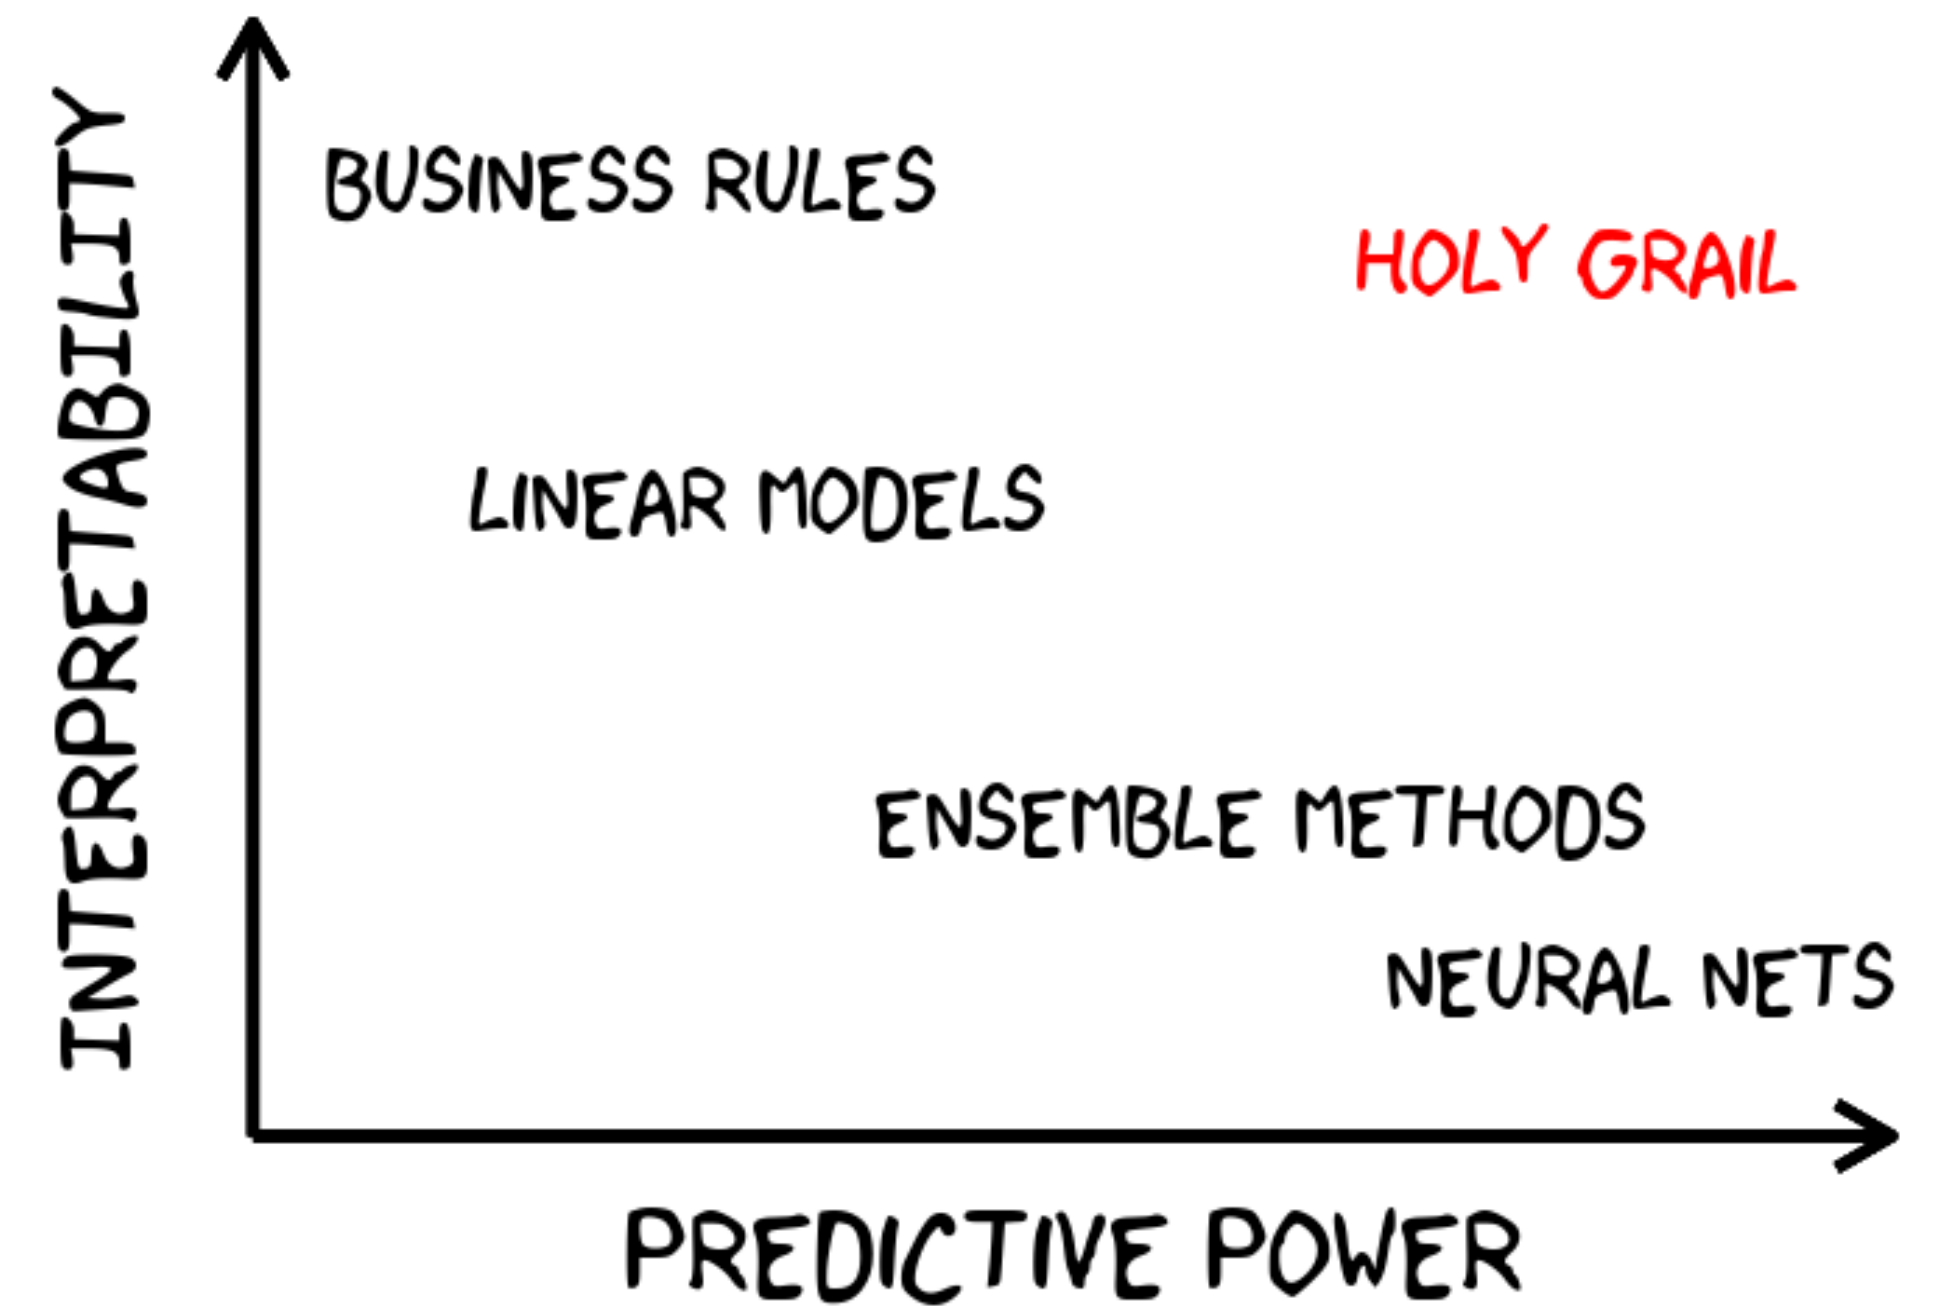 INTERPRETABILITY
BUSINESS RULES
HOLY GRAIL
LINEAR MODELS
ENSEMBLE METHODS
NEURAL NETS
PREDICTIVE POWER